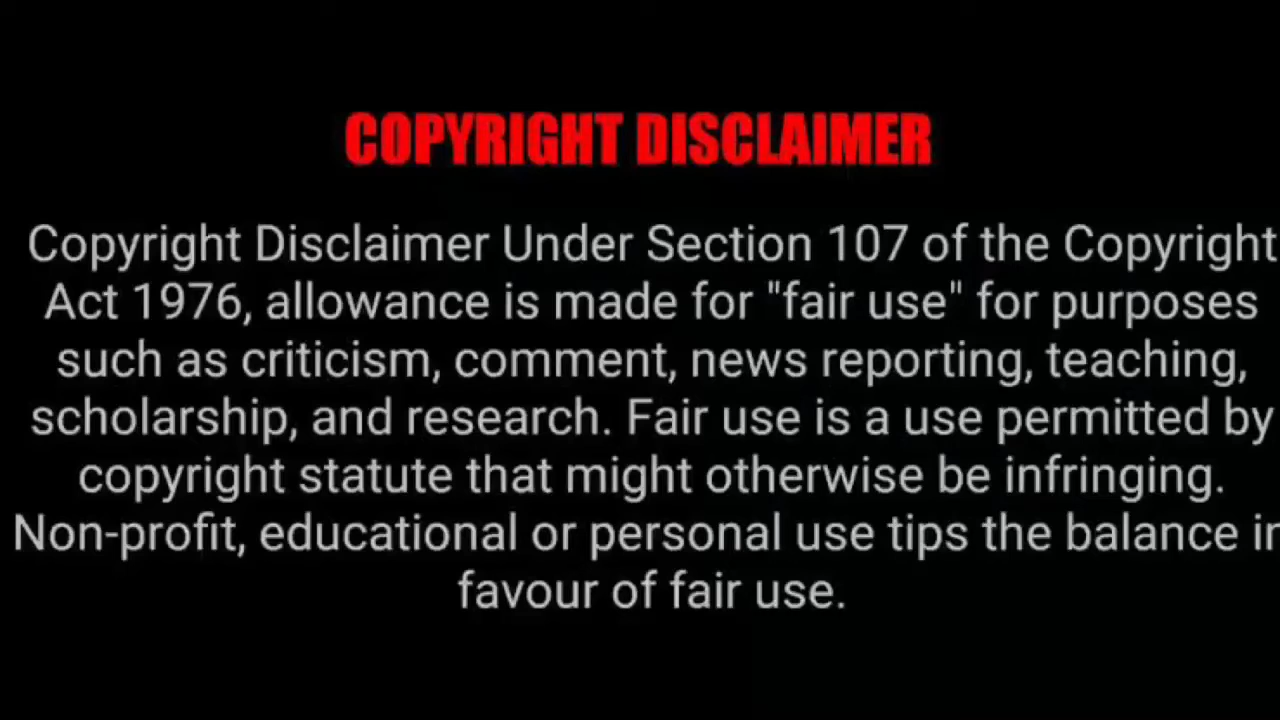 COPYRIGHT DISCLAIMER
Copyright Disclaimer Under Section 107 of the Copyright
Act 1976, allowance is made for "fair use" for purposes
such as criticism, comment, news reporting, teaching,
scholarship, and research. Fair use is a use permitted by
copyright statute that might otherwise be infringing.
Non-profit, educational or personal use tips the balance in
favour of fair use.